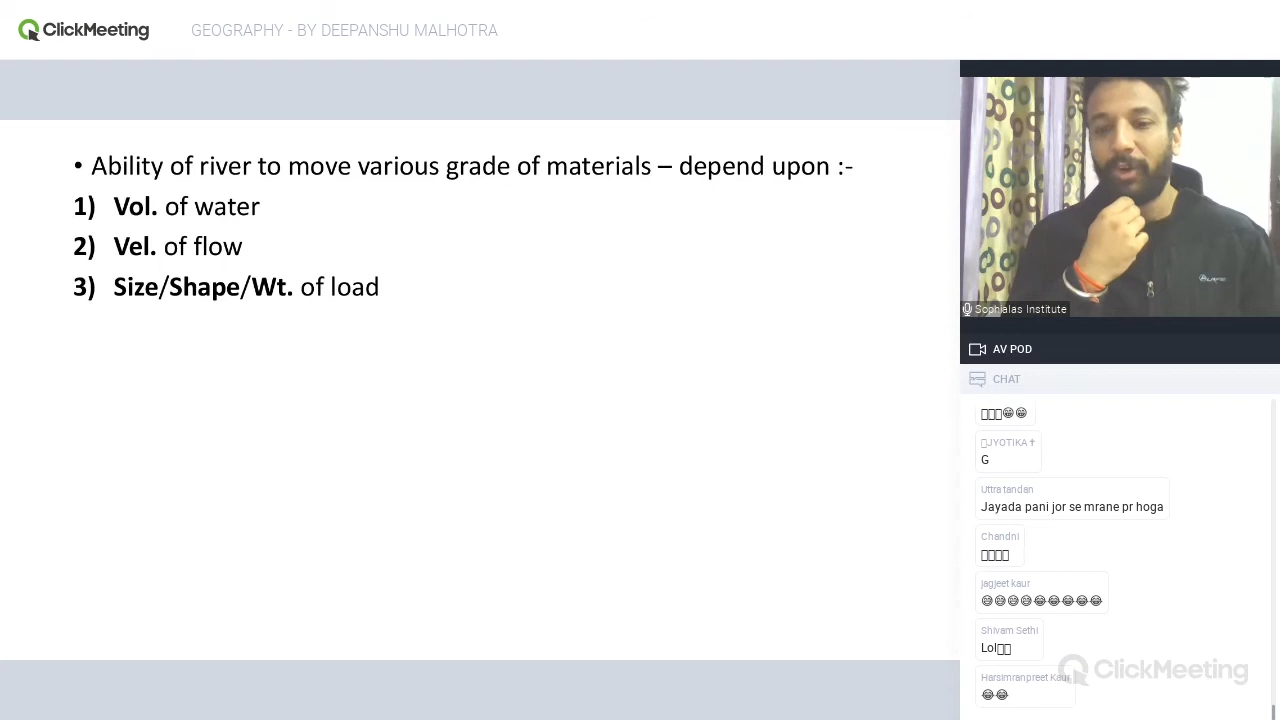 ClickMeeting
GEOGRAPHY - BY DEEPANSHU MALHOTRA
• Ability of river to move various grade of materials – depend upon :-
1) Vol. of water
2) Vel. of flow
3) Size/Shape/Wt. of load
Sophialas Institute
AV POD
CHAT
😁😁
JYOTIKA✝
G
Uttra tandan
Jayada pani jor se mrane pr hoga
Chandni
jagjeet kaur
😅😅😅😅😂😂😂😂😂
Shivam Sethi
Lol
Harsimranpreet Kaur
😂😂
ClickMeeting